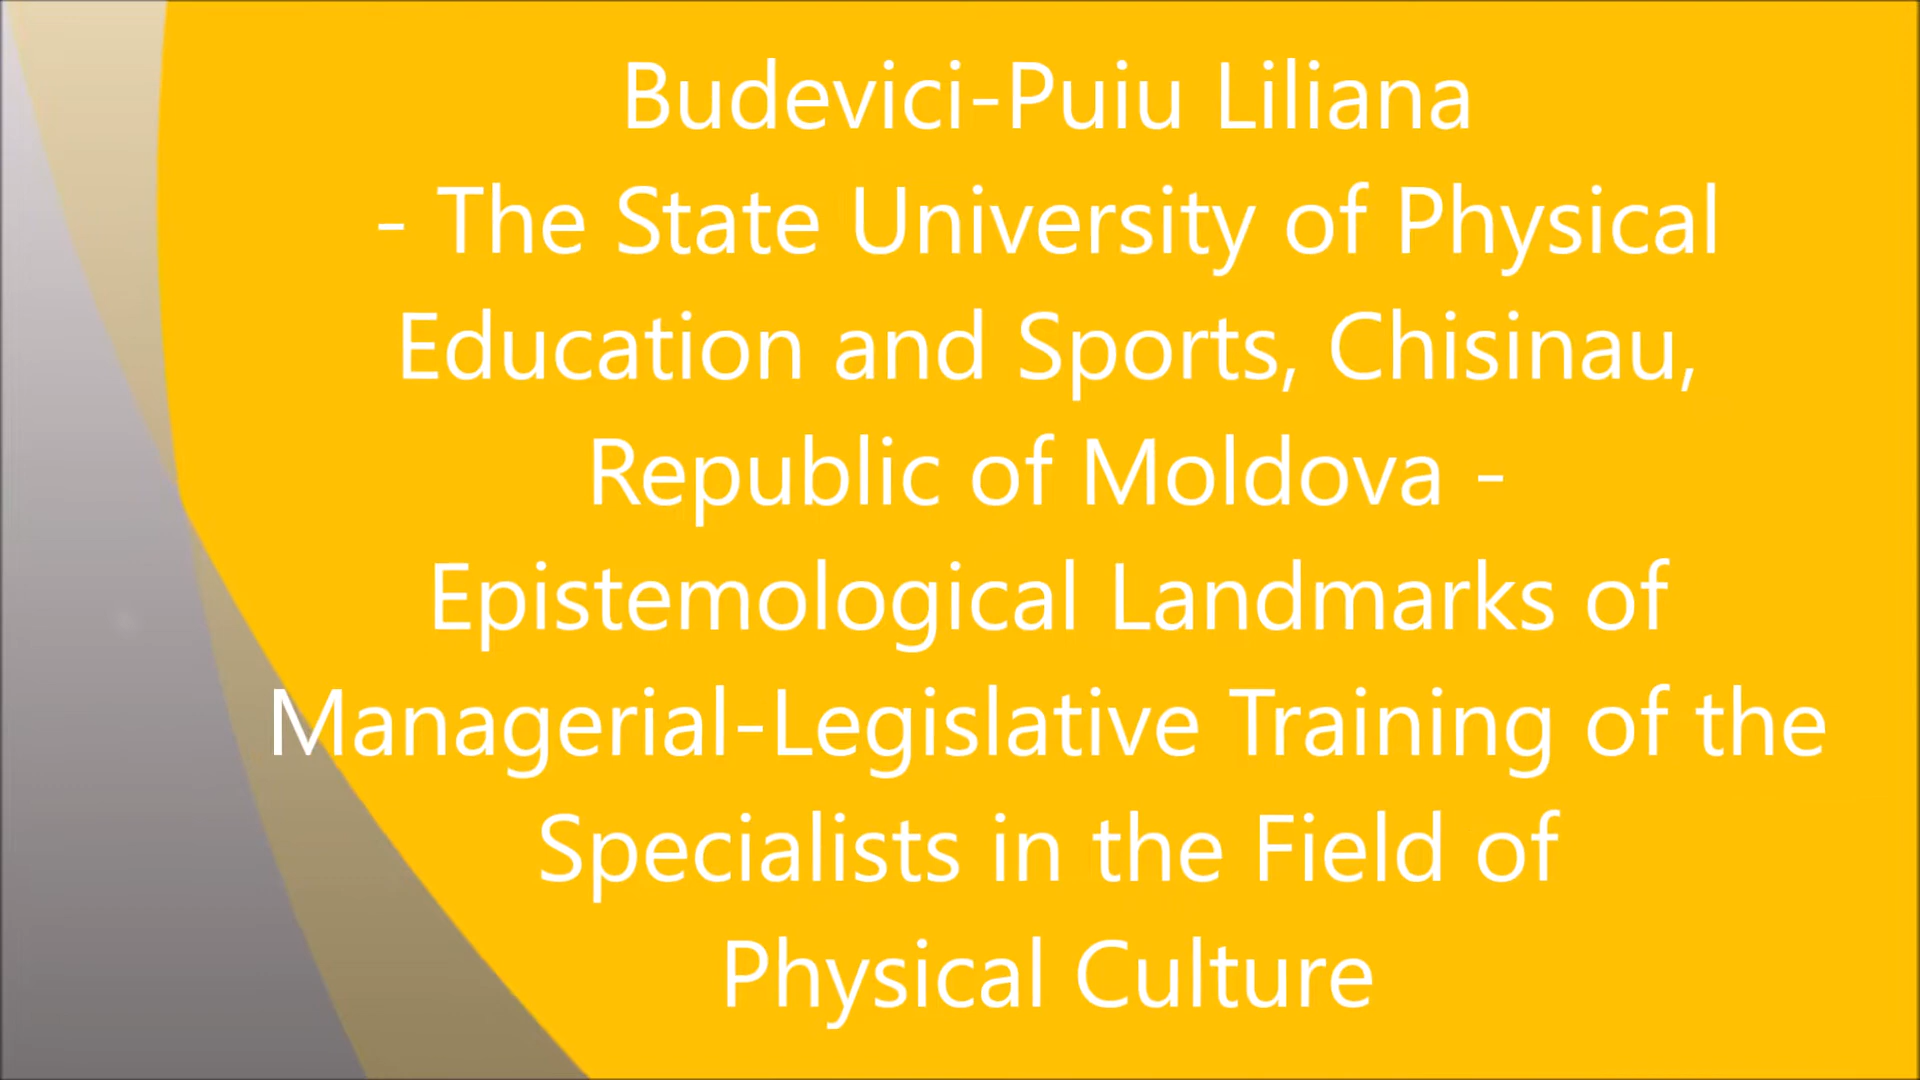 Budevici-Puiu Liliana
- The State University of Physical
Education and Sports, Chisinau,
Republic of Moldova -
Epistemological Landmarks of
Managerial-Legislative Training of the
Specialists in the Field of
Physical Culture